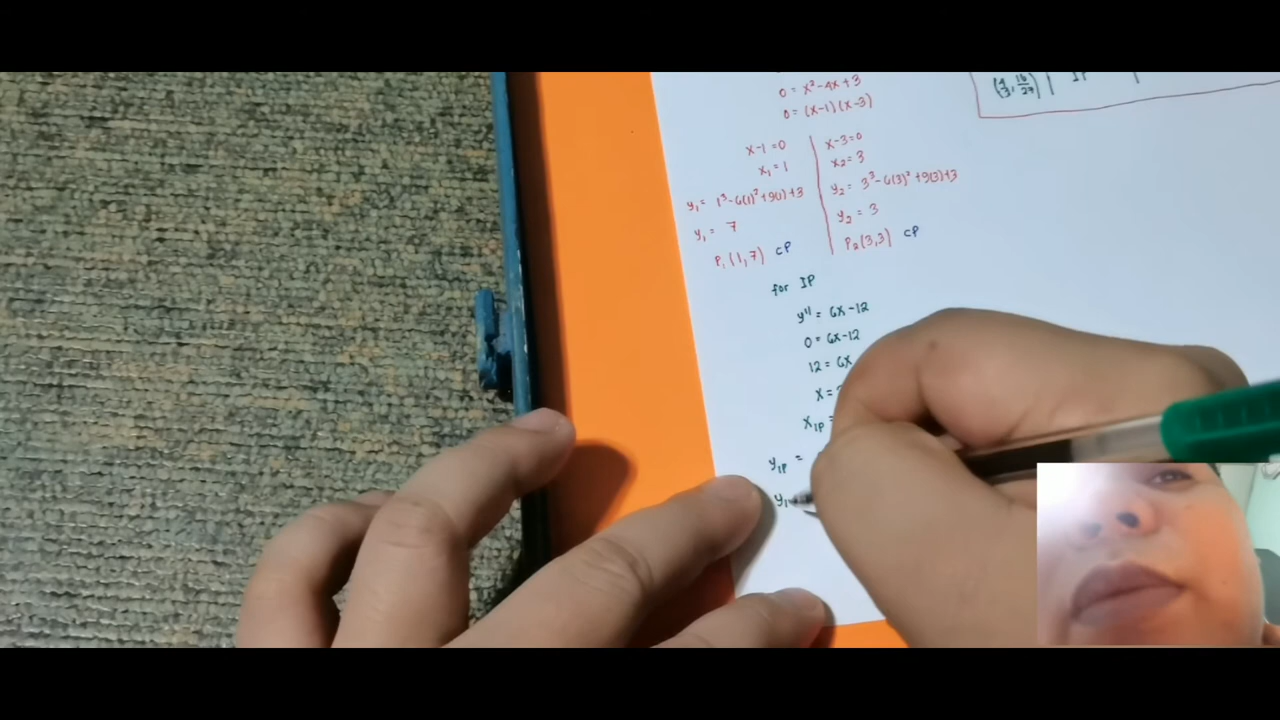 0 = x² - 4x + 3
0 = (x-1)(x-3)
x-1 = 0
x₁ = 1
y₁ = 1³ - 6(1)² + 9(1) + 3
y₁ = 7
P₁ (1, 7) CP
x-3 = 0
x₂ = 3
y₂ = 3³ - 6(3)² + 9(3) + 3
y₂ = 3
P₂ (3,3) CP
for IP
y'' = 6x - 12
0 = 6x - 12
12 = 6x
x =
x_IP =
y_IP =
y
IP